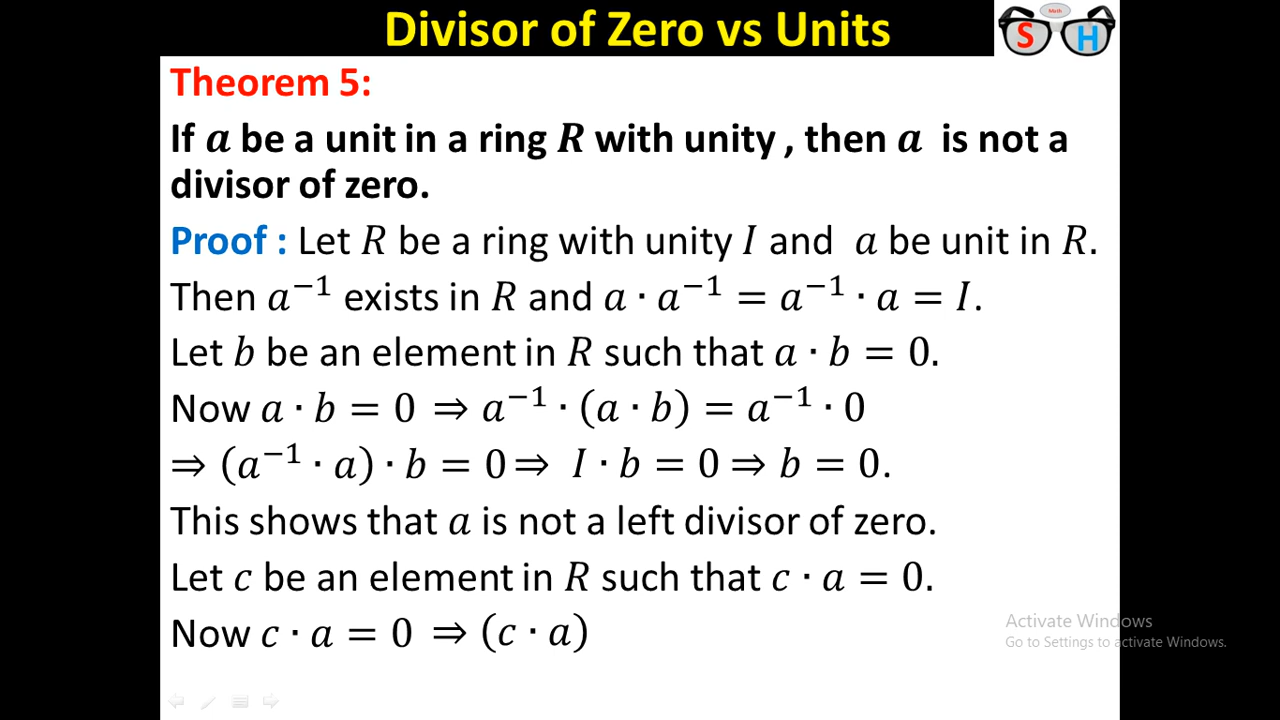 Divisor of Zero vs Units
Math
S H
Theorem 5:
If a be a unit in a ring R with unity , then a is not a
divisor of zero.
Proof : Let R be a ring with unity I and a be unit in R.
Then a⁻¹ exists in R and a · a⁻¹ = a⁻¹ · a = I.
Let b be an element in R such that a · b = 0.
Now a · b = 0 ⇒ a⁻¹ · (a · b) = a⁻¹ · 0
⇒ (a⁻¹ · a) · b = 0 ⇒ I · b = 0 ⇒ b = 0.
This shows that a is not a left divisor of zero.
Let c be an element in R such that c · a = 0.
Now c · a = 0 ⇒ (c · a)
Activate Windows
Go to Settings to activate Windows.